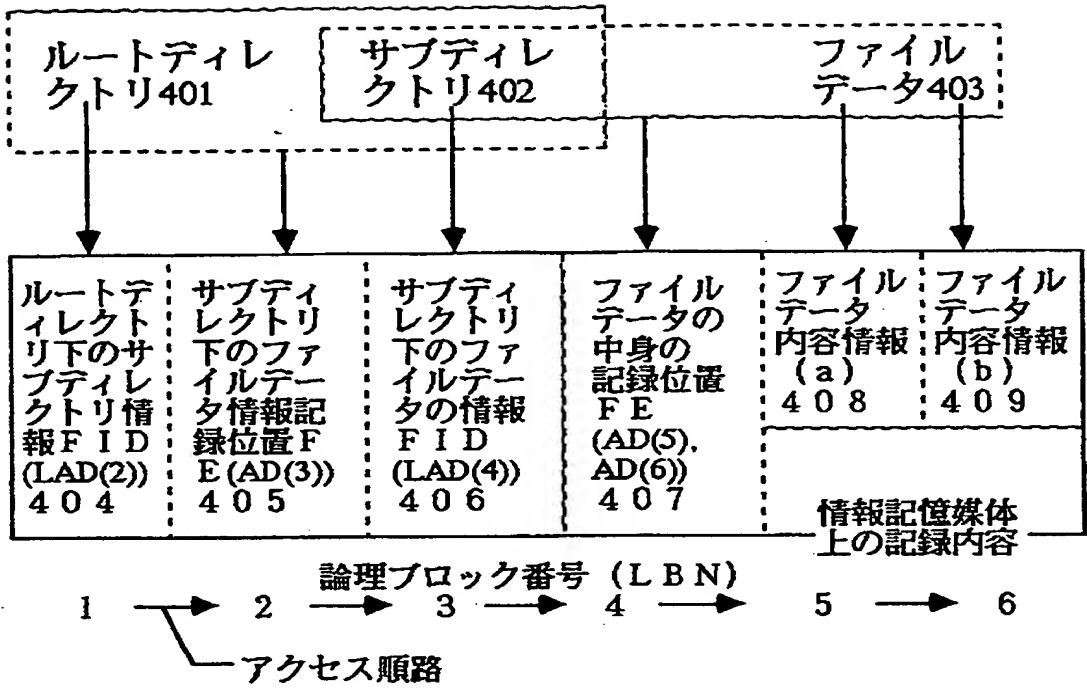 ルートディレ
クトリ401
サブディレ
クトリ402
ファイル
データ403
ルートデ
ィレクト
リ下のサ
ブディレ
クトリ情
報ＦＩＤ
(LAD(2))
４０４
サブディ
レクトリ
下のファ
イルデー
タ情報記
録位置Ｆ
Ｅ(AD(3))
４０５
サブディ
レクトリ
下のファ
イルデー
タの情報
ＦＩＤ
(LAD(4))
４０６
ファイル
データの
中身の
記録位置
ＦＥ
(AD(5),
AD(6))
４０７
ファイル
データ
内容情報
(a)
４０８
ファイル
データ
内容情報
(b)
４０９
情報記憶媒体
上の記録内容
論理ブロック番号 (ＬＢＮ)
1 2 3 4 5 6
アクセス順路